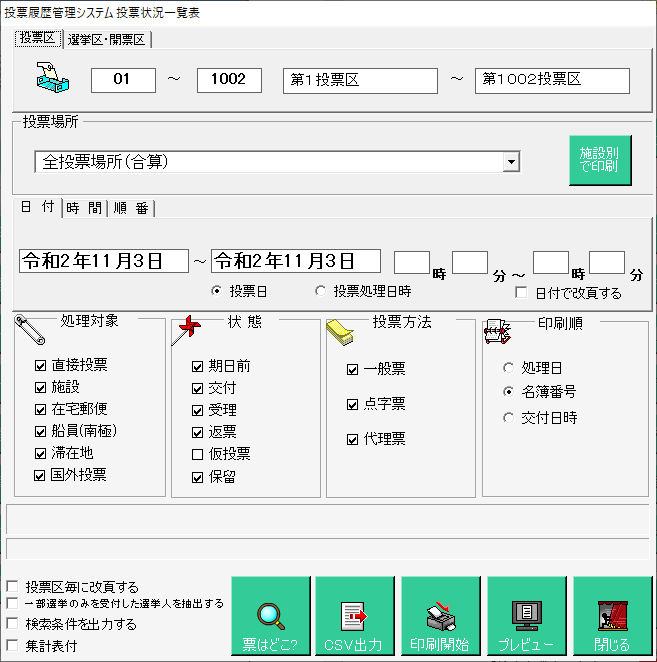 投票履歴管理システム 投票状況一覧表
投票区 選挙区・開票区
01 ～ 1002 第1投票区 ～ 第1002投票区
投票場所
全投票場所(合算)
施設別
で印刷
日 付 時 間 順 番
令和2年11月3日 ～ 令和2年11月3日 時 分 ～ 時 分
投票日 投票処理日時 日付で改頁する
処理対象
直接投票
施設
在宅郵便
船員(南極)
滞在地
国外投票
状 態
期日前
交付
受理
返票
仮投票
保留
投票方法
一般票
点字票
代理票
印刷順
処理日
名簿番号
交付日時
投票区毎に改頁する
一部選挙のみを受付した選挙人を抽出する
検索条件を出力する
集計表付
票はどこ?
CSV出力
印刷開始
プレビュー
閉じる